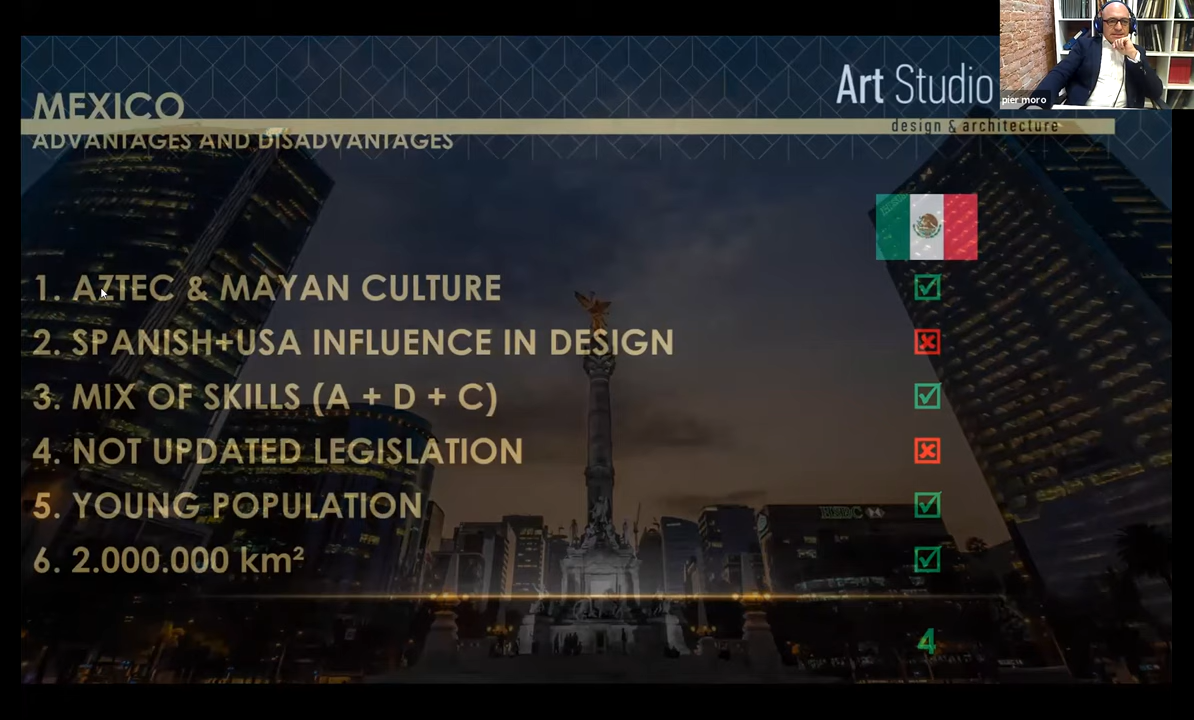 Art Studio
pier moro
MEXICO
design & architecture
ADVANTAGES AND DISADVANTAGES
1. AZTEC & MAYAN CULTURE
2. SPANISH+USA INFLUENCE IN DESIGN
3. MIX OF SKILLS (A + D + C)
4. NOT UPDATED LEGISLATION
5. YOUNG POPULATION
HSBC
6. 2.000.000 km²
4